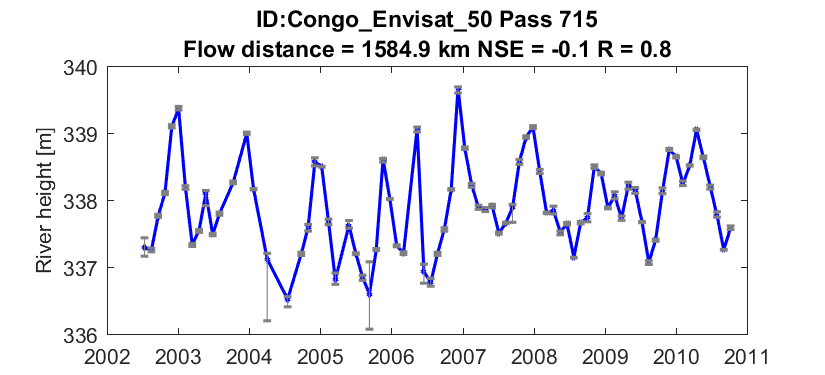 ID:Congo_Envisat_50 Pass 715
Flow distance = 1584.9 km NSE = -0.1 R = 0.8
340
339
338
337
336
River height [m]
2002 2003 2004 2005 2006 2007 2008 2009 2010 2011